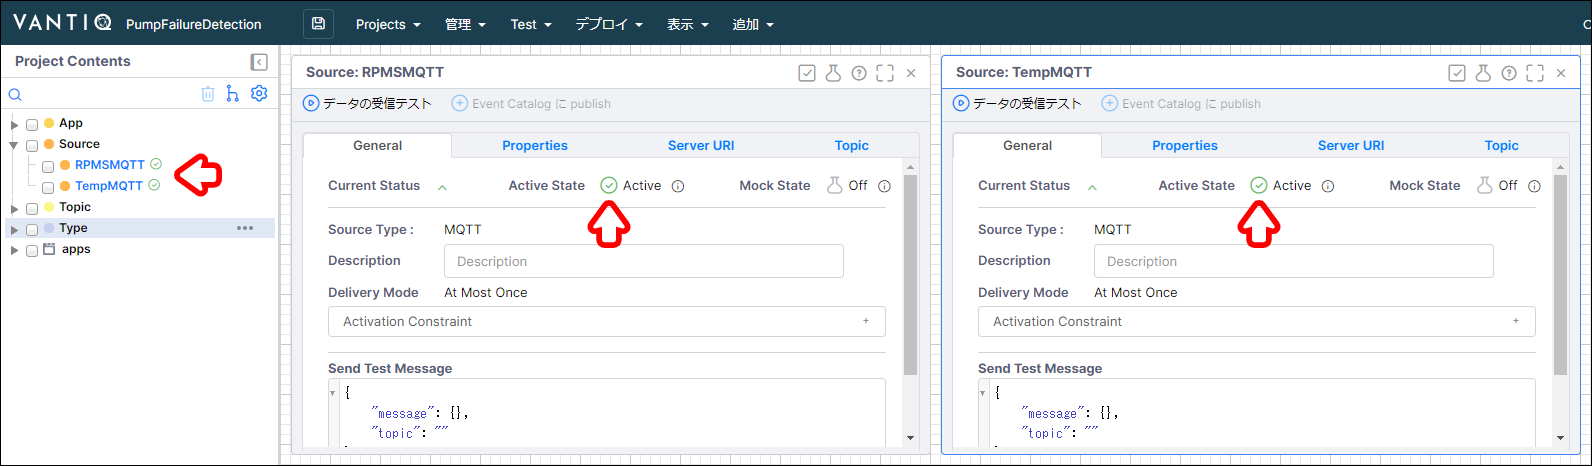 VANTIQ PumpFailureDetection Projects 管理 Test デプロイ 表示 追加
Project Contents
App
Source
RPMSMQTT
TempMQTT
Topic
Type
apps
Source: RPMSMQTT
データの受信テスト Event Catalog に publish
General Properties Server URI Topic
Current Status Active State Active Mock State Off
Source Type : MQTT
Description Description
Delivery Mode At Most Once
Activation Constraint +
Send Test Message
{
"message": {},
"topic": ""
Source: TempMQTT
データの受信テスト Event Catalog に publish
General Properties Server URI Topic
Current Status Active State Active Mock State Off
Source Type : MQTT
Description Description
Delivery Mode At Most Once
Activation Constraint +
Send Test Message
{
"message": {},
"topic": ""